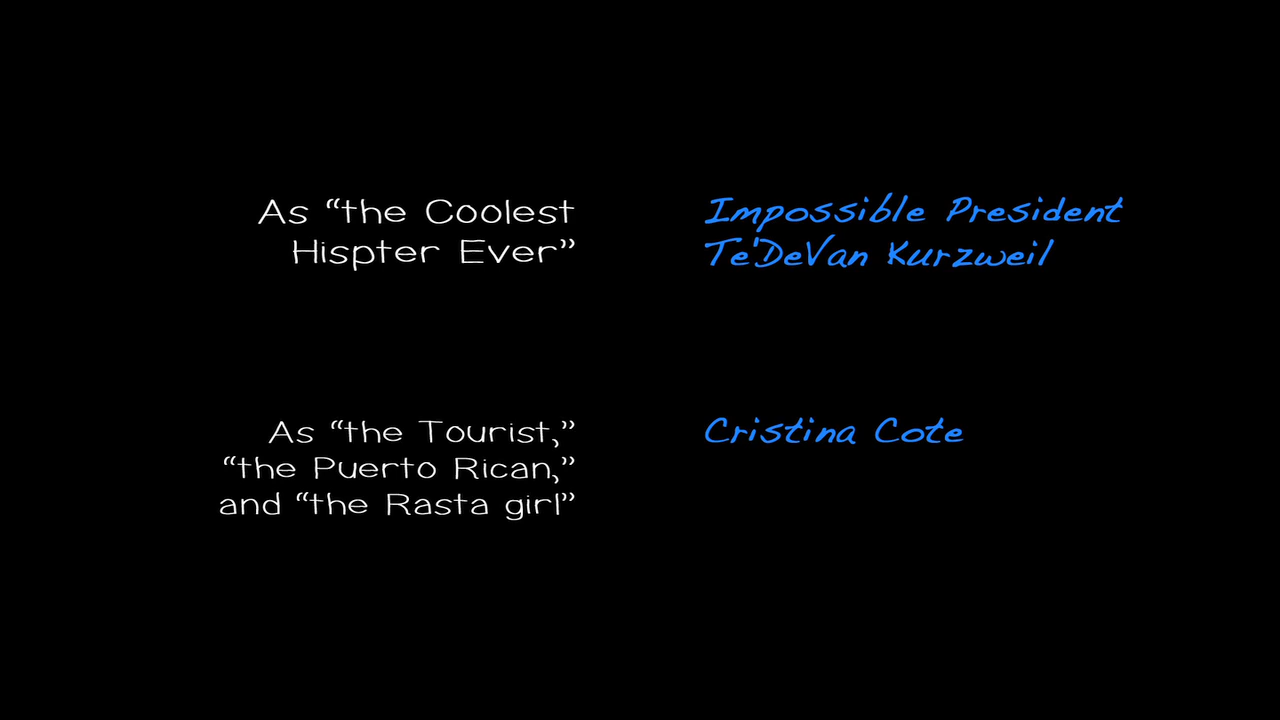 As “the Coolest
Hispter Ever”
Impossible President
Te'DeVan Kurzweil
As “the Tourist,”
“the Puerto Rican,”
and “the Rasta girl”
Cristina Cote